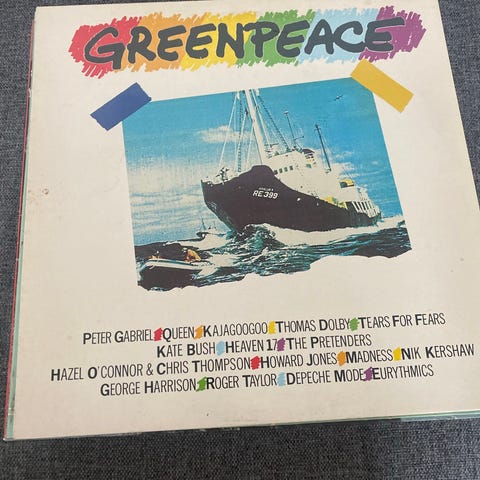 GREENPEACE
RE 399
PETER GABRIEL QUEEN KAJAGOOGOO THOMAS DOLBY TEARS FOR FEARS
KATE BUSH HEAVEN 17 THE PRETENDERS
HAZEL O'CONNOR & CHRIS THOMPSON HOWARD JONES MADNESS NIK KERSHAW
GEORGE HARRISON ROGER TAYLOR DEPECHE MODE EURYTHMICS